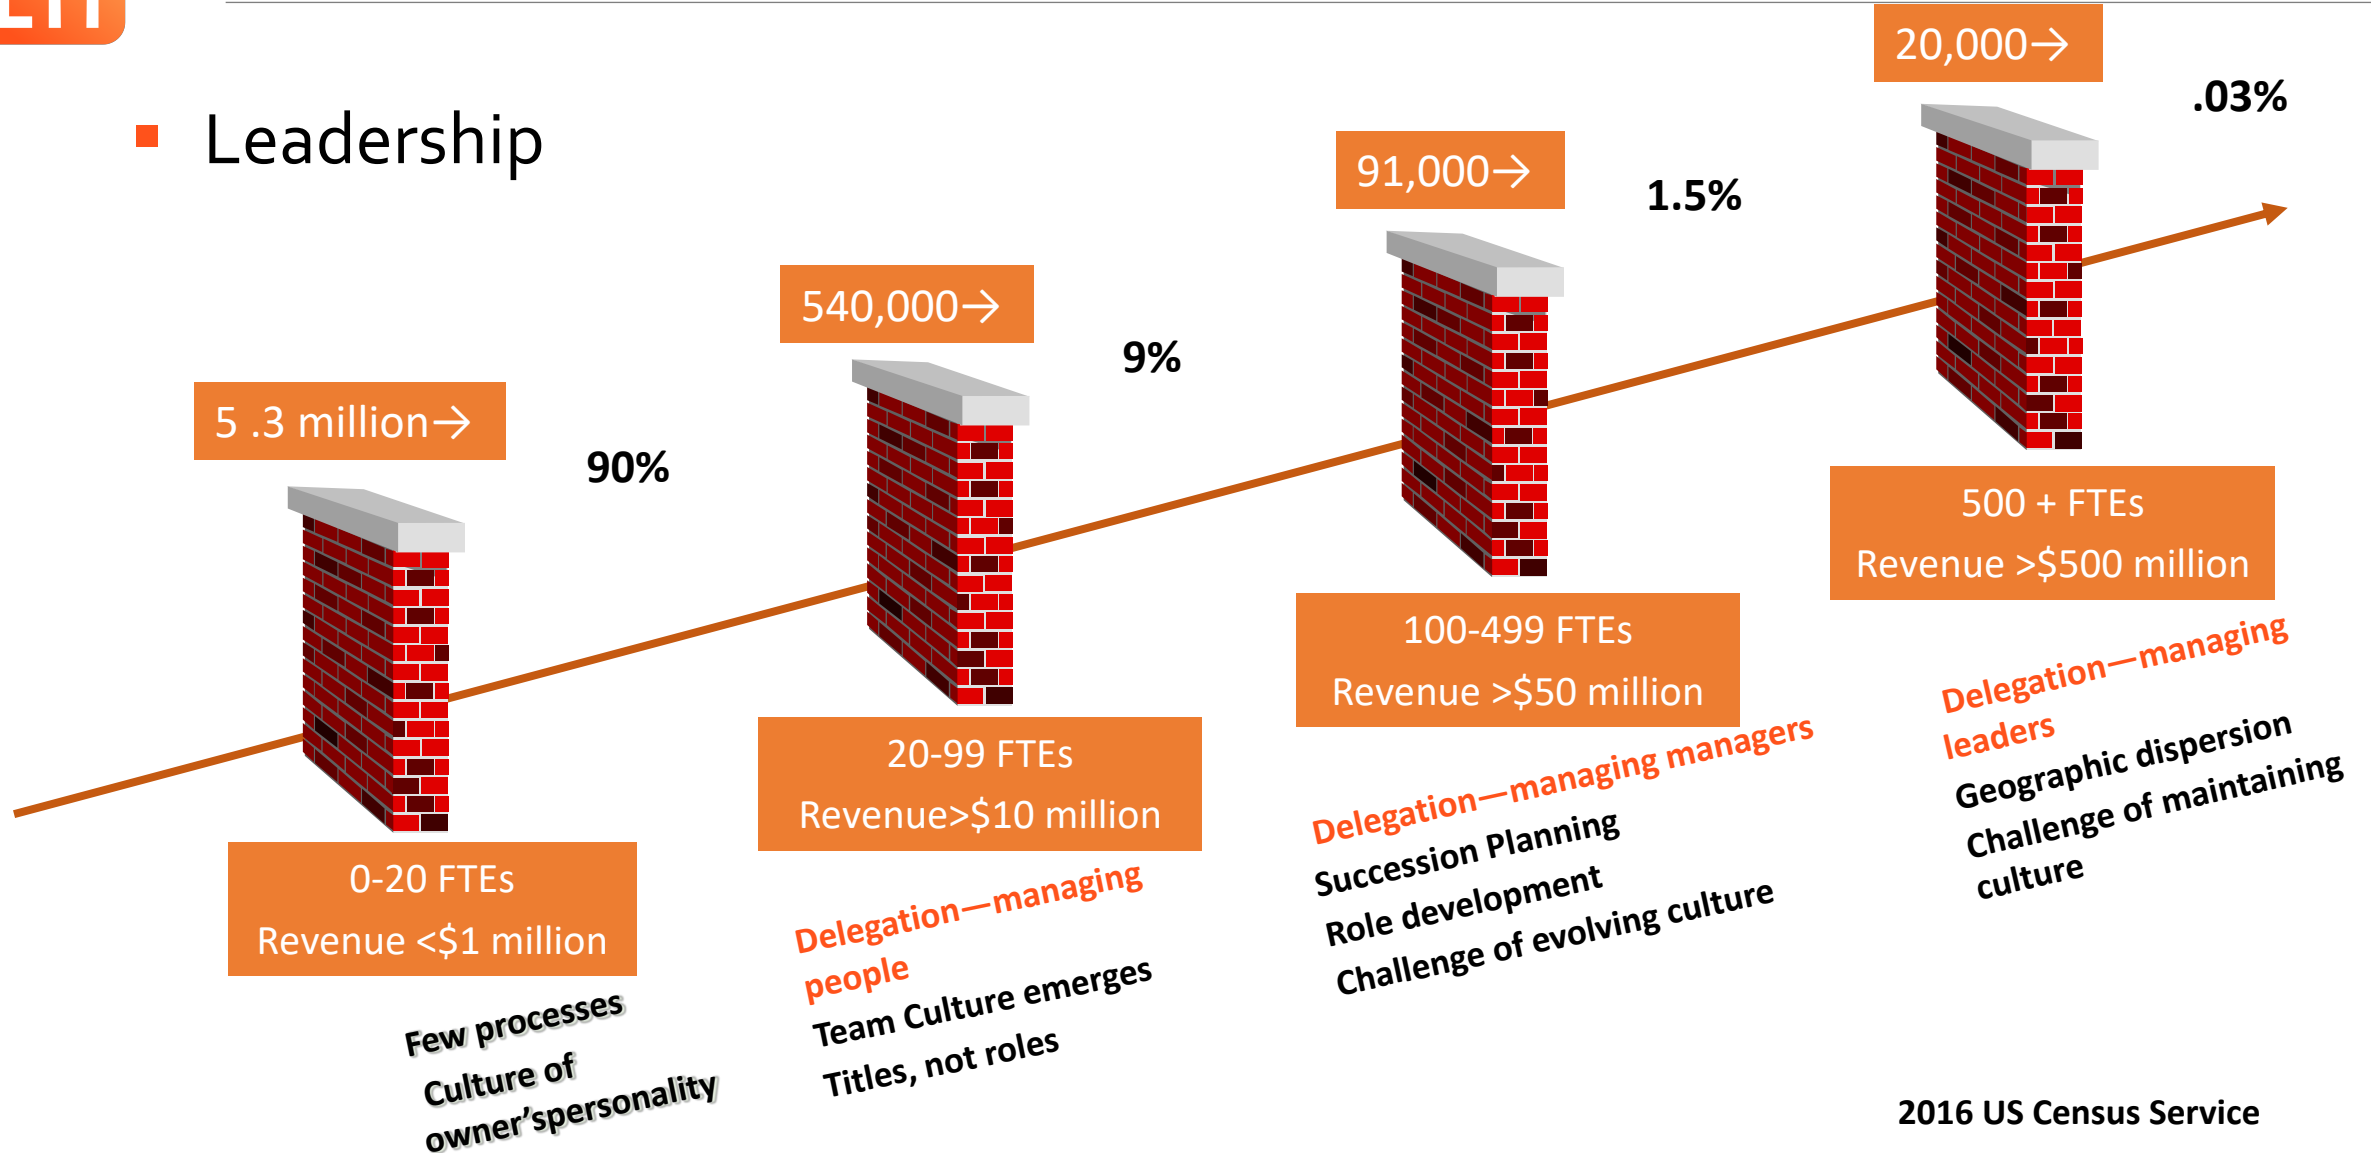 Leadership
5 .3 million→
90%
0-20 FTEs
Revenue <$1 million
Few processes
Culture of
owner’spersonality
540,000→
9%
20-99 FTEs
Revenue>$10 million
Delegation—managing
people
Team Culture emerges
Titles, not roles
91,000→
1.5%
100-499 FTEs
Revenue >$50 million
Delegation—managing managers
Succession Planning
Role development
Challenge of evolving culture
20,000→
.03%
500 + FTEs
Revenue >$500 million
Delegation—managing
leaders
Geographic dispersion
Challenge of maintaining
culture
2016 US Census Service